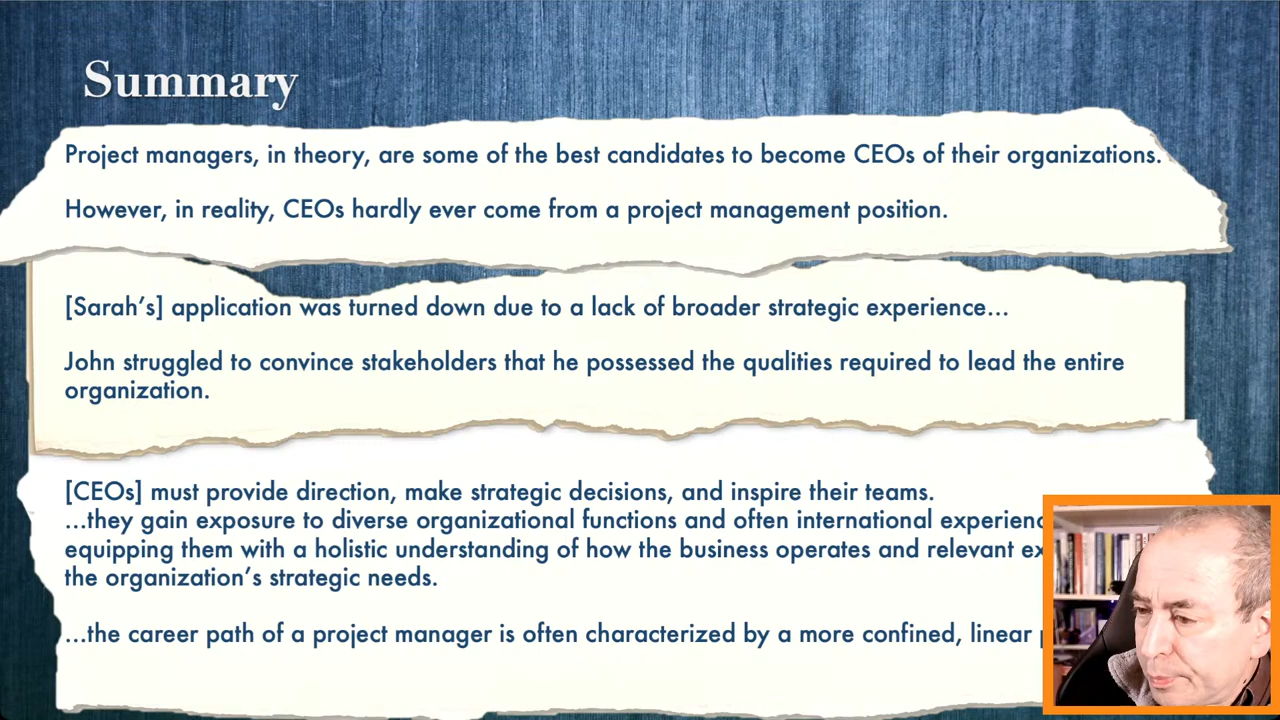 Summary
Project managers, in theory, are some of the best candidates to become CEOs of their organizations.
However, in reality, CEOs hardly ever come from a project management position.
[Sarah’s] application was turned down due to a lack of broader strategic experience…
John struggled to convince stakeholders that he possessed the qualities required to lead the entire
organization.
[CEOs] must provide direction, make strategic decisions, and inspire their teams.
…they gain exposure to diverse organizational functions and often international
equipping them with a holistic understanding of how the business operates and relevant
the organization’s strategic needs.
…the career path of a project manager is often characterized by a more confined, linear